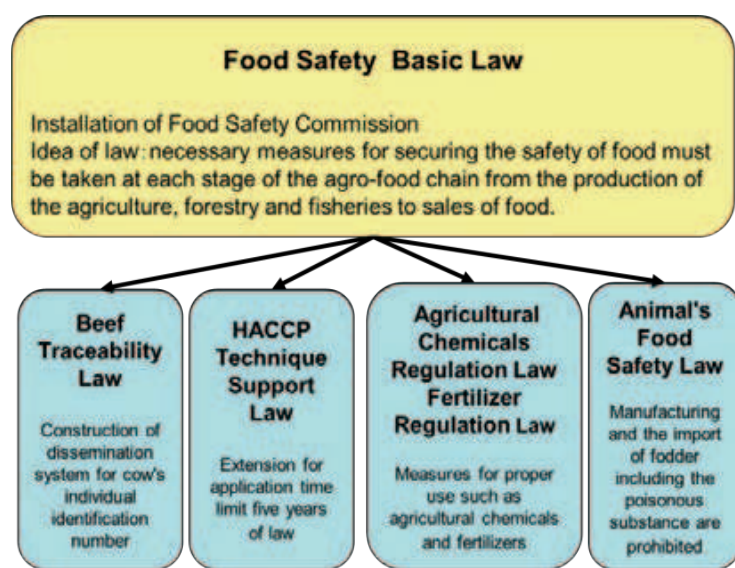 Food Safety Basic Law
Installation of Food Safety Commission
Idea of law:necessary measures for securing the safety of food must
be taken at each stage of the agro-food chain from the production of
the agriculture, forestry and fisheries to sales of food.
Beef
Traceability
Law
Construction of
dissemination
system for cow's
individual
identification
number
HACCP
Technique
Support
Law
Extension for
application time
limit five years
of law
Agricultural
Chemicals
Regulation Law
Fertilizer
Regulation Law
Measures for proper
use such as
agricultural chemicals
and fertilizers
Animal's
Food
Safety Law
Manufacturing
and the import
of fodder
including the
poisonous
substance are
prohibited